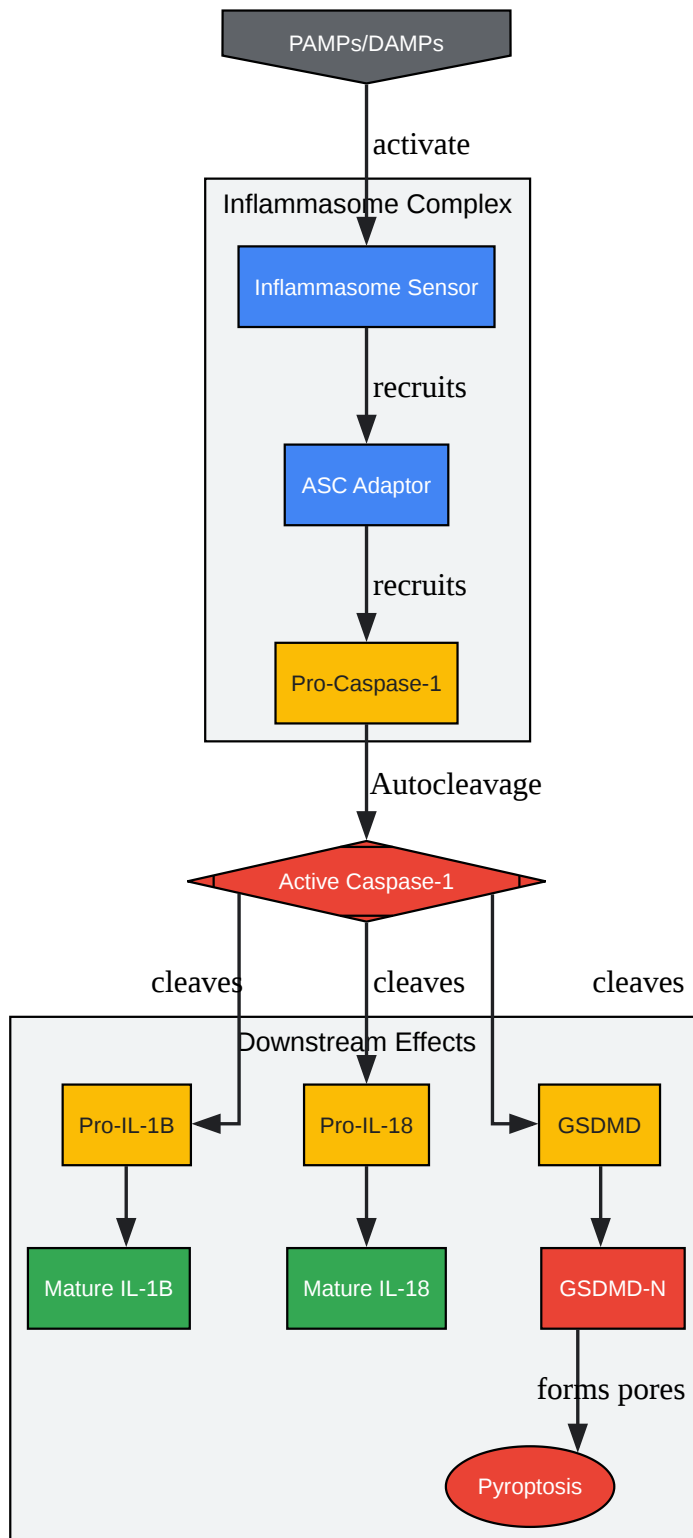 PAMPs/DAMPs
activate
Inflammasome Complex
Inflammasome Sensor
recruits
ASC Adaptor
recruits
Pro-Caspase-1
Autocleavage
Active Caspase-1
cleaves
cleaves
cleaves
Downstream Effects
Pro-IL-1B
Pro-IL-18
GSDMD
Mature IL-1B
Mature IL-18
GSDMD-N
forms pores
Pyroptosis